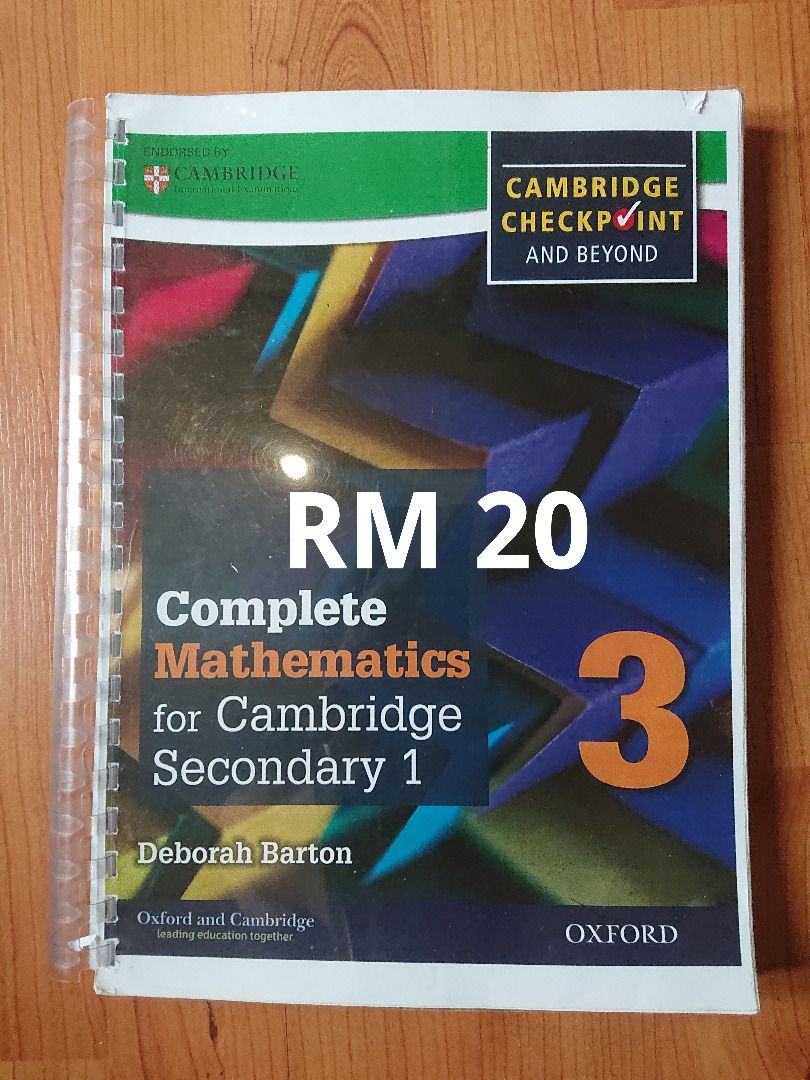 ENDORSED BY
CAMBRIDGE
International Examinations
CAMBRIDGE
CHECKPOINT
AND BEYOND
RM 20
Complete
Mathematics
for Cambridge
Secondary 1
3
Deborah Barton
Oxford and Cambridge
leading education together
OXFORD